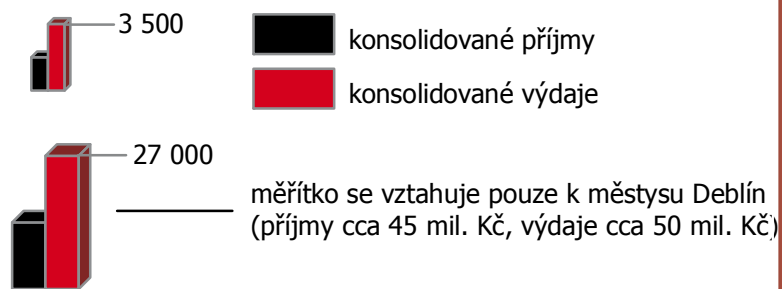 3 500
konsolidované příjmy
konsolidované výdaje
27 000
měřítko se vztahuje pouze k městysu Deblín
(příjmy cca 45 mil. Kč, výdaje cca 50 mil. Kč)